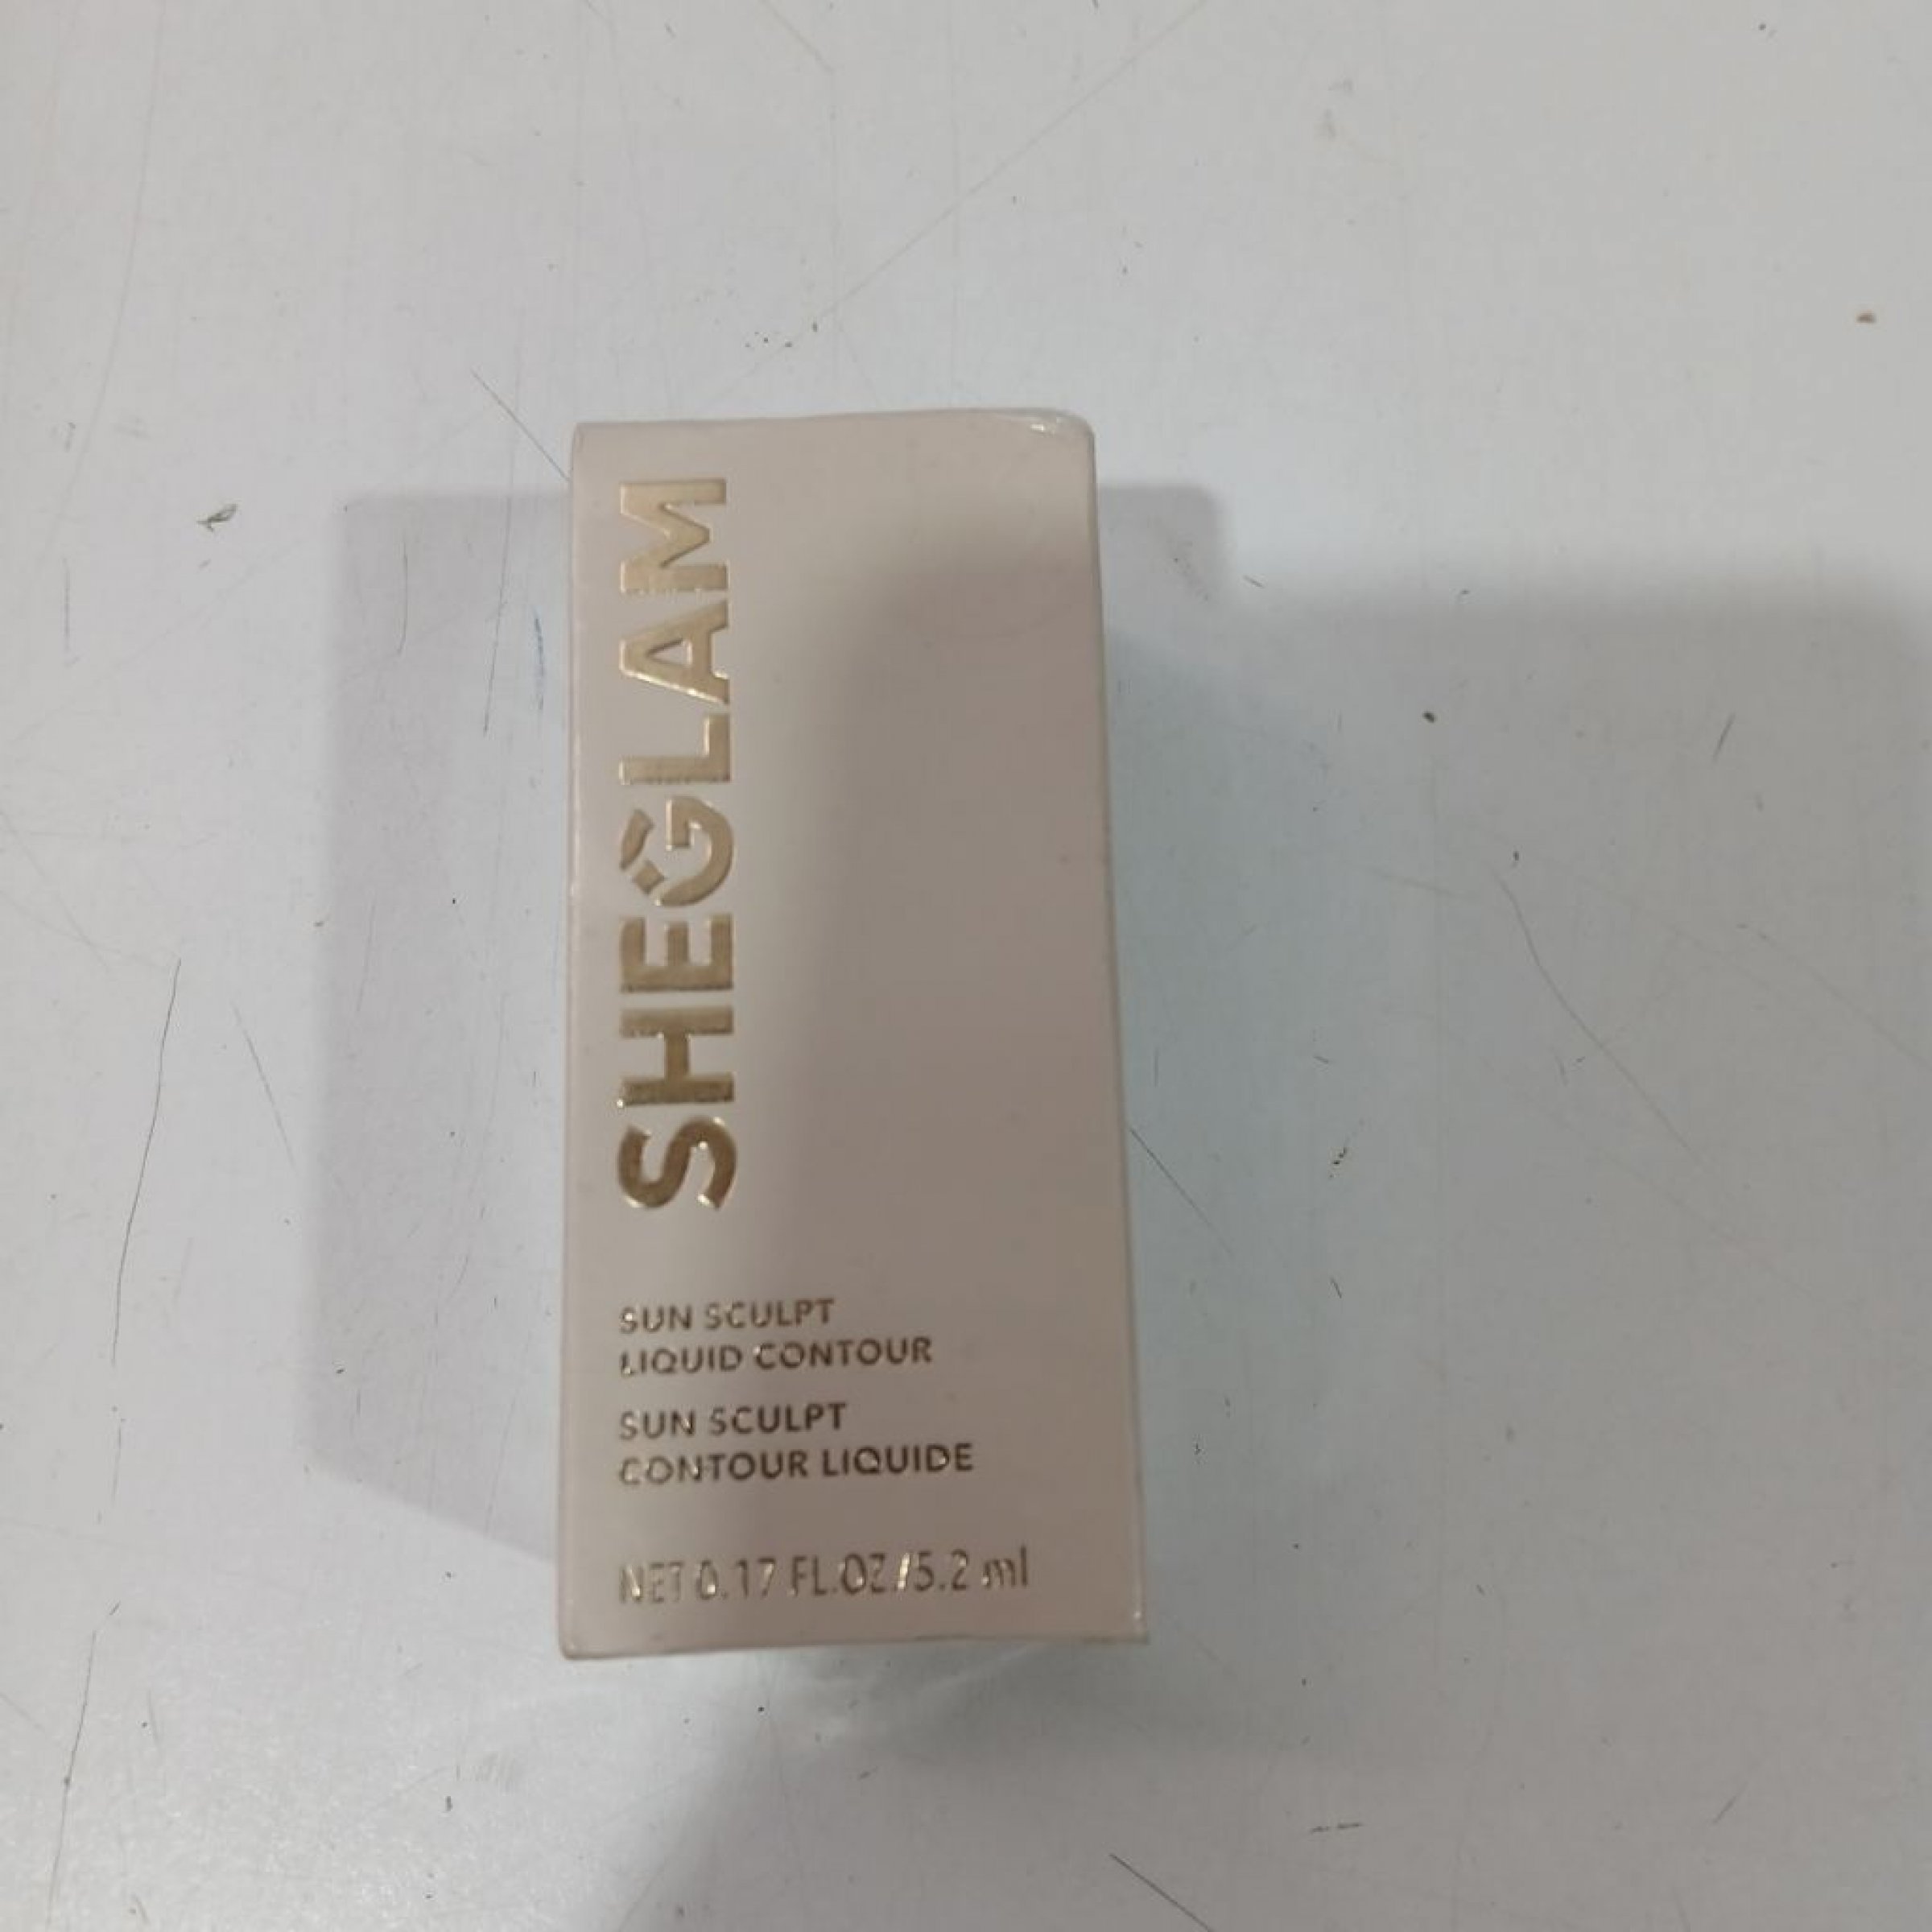 SHEGLAM
SUN SCULPT
LIQUID CONTOUR
SUN SCULPT
CONTOUR LIQUIDE
NET 0.17 FL.OZ/5.2 ml